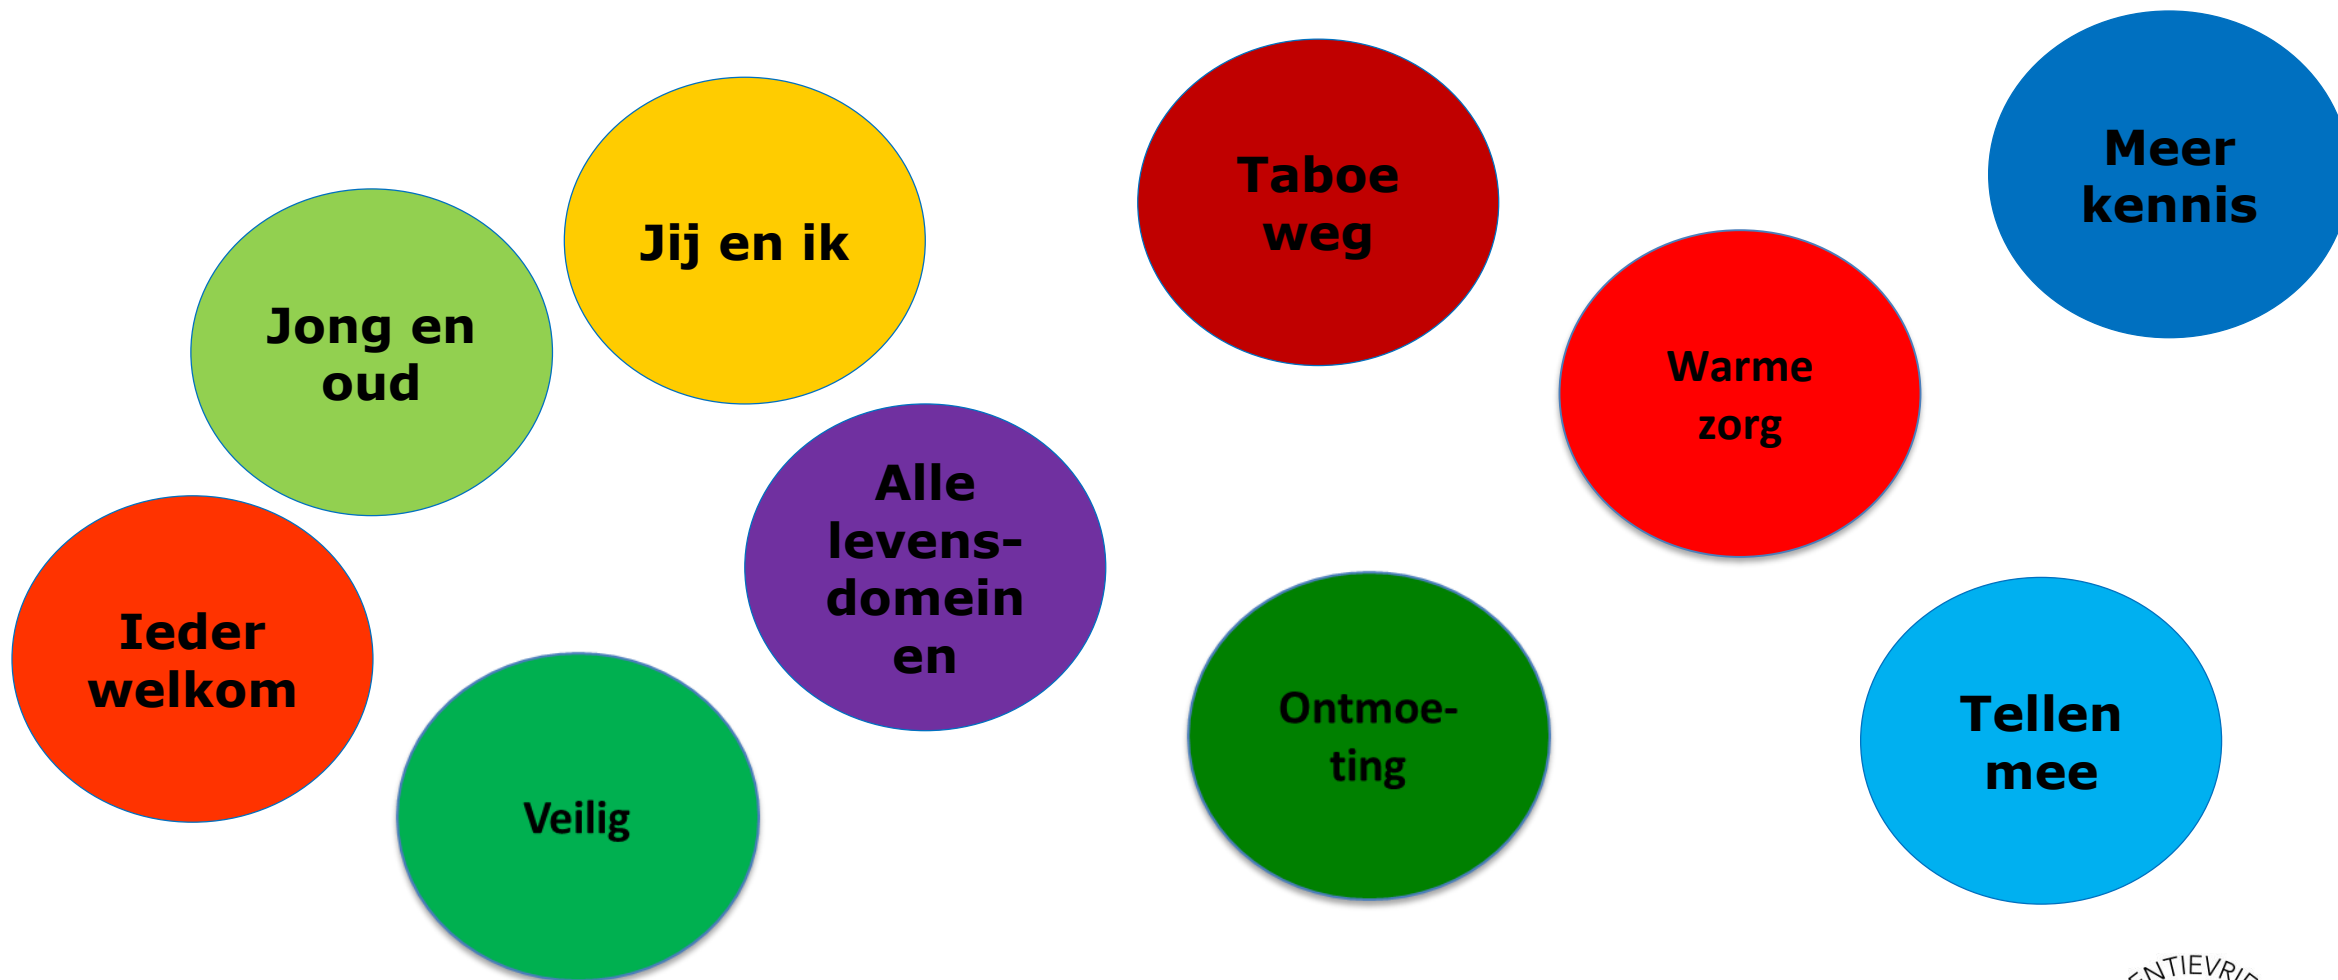 Meer
kennis
Taboe
weg
Jij en ik
Jong en
oud
Warme
zorg
Alle
levens-
domein
en
Ieder
welkom
Ontmoe-
ting
Tellen
mee
Veilig